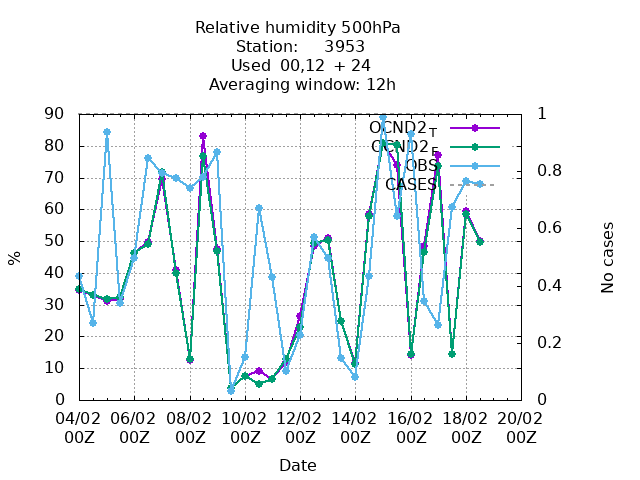 Relative humidity 500hPa
Station: 3953
Used 00,12 + 24
Averaging window: 12h
90
80
70
60
50
40
30
20
10
0
%
1
0.8
0.6
0.4
0.2
0
No cases
OCND2_T
OCND2_E
OBS
CASES
04/02 06/02 08/02 10/02 12/02 14/02 16/02 18/02 20/02
00Z 00Z 00Z 00Z 00Z 00Z 00Z 00Z 00Z
Date